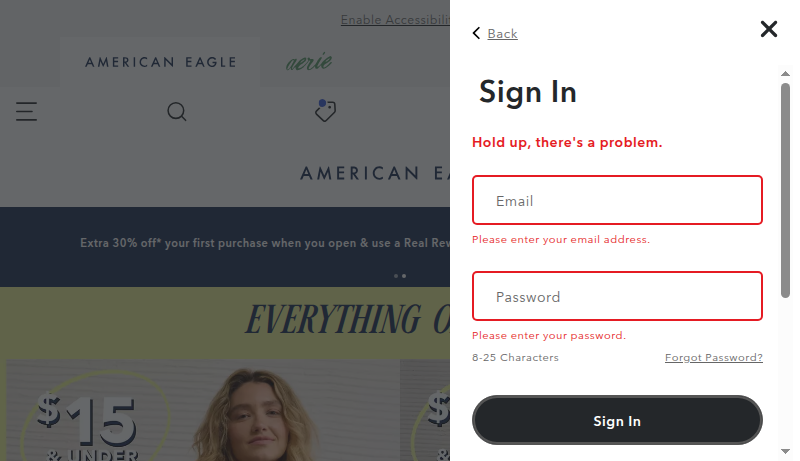 Enable Accessibili
AMERICAN EAGLE
aerie
AMERICAN EA
Extra 30% off* your first purchase when you open & use a Real Rew
EVERYTHING O
$15
& UNDER
$
&
Back
Sign In
Hold up, there's a problem.
Email
Please enter your email address.
Password
Please enter your password.
8-25 Characters
Forgot Password?
Sign In